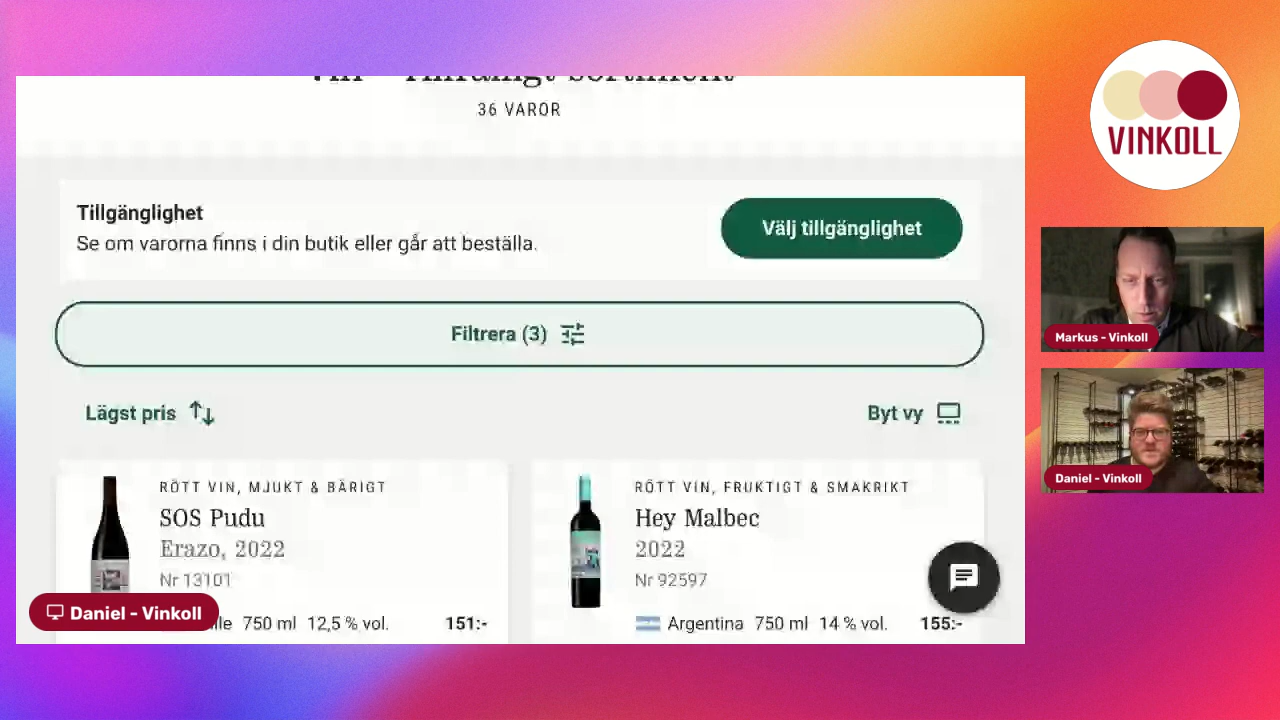 36 VAROR
Tillgänglighet
Se om varorna finns i din butik eller går att beställa.
Välj tillgänglighet
Filtrera (3)
Lägst pris
Byt vy
RÖTT VIN, MJUKT & BÄRIGT
SOS Pudu
Erazo, 2022
Nr 13101
750 ml 12,5 % vol. 151:-
RÖTT VIN, FRUKTIGT & SMAKRIKT
Hey Malbec
2022
Nr 92597
Argentina 750 ml 14 % vol. 155:-
Daniel - Vinkoll
VINKOLL
Markus - Vinkoll
Daniel - Vinkoll